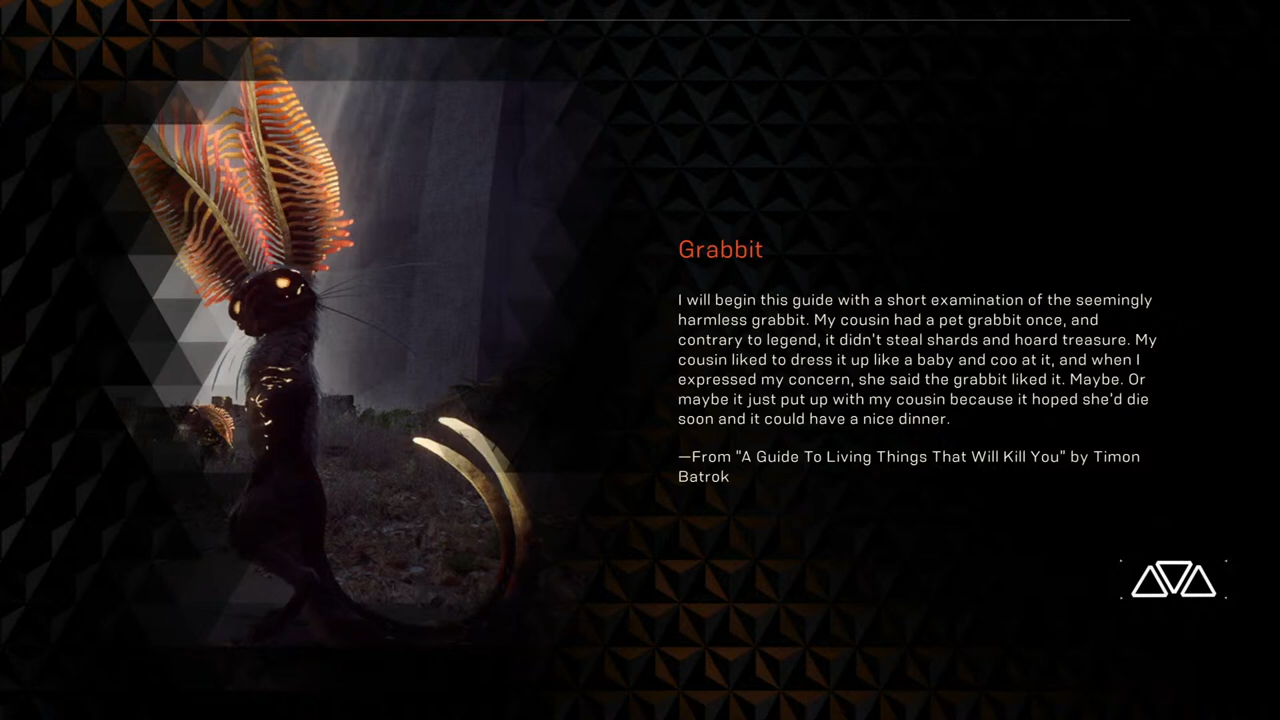 Grabbit
I will begin this guide with a short examination of the seemingly
harmless grabbit. My cousin had a pet grabbit once, and
contrary to legend, it didn't steal shards and hoard treasure. My
cousin liked to dress it up like a baby and coo at it, and when I
expressed my concern, she said the grabbit liked it. Maybe. Or
maybe it just put up with my cousin because it hoped she'd die
soon and it could have a nice dinner.
—From "A Guide To Living Things That Will Kill You" by Timon
Batrok